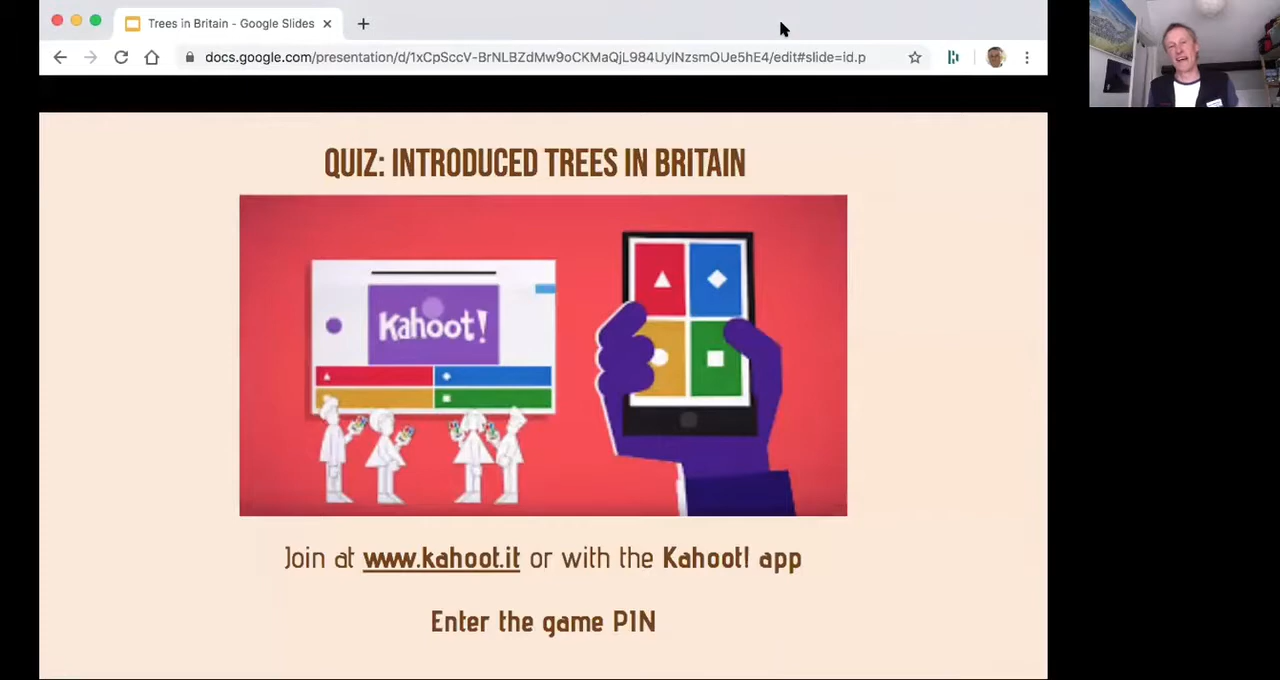 Trees in Britain - Google Slides
docs.google.com/presentation/d/1xCpSccV-BrNLBZdMw9oCKMaQjL984UyINzsmOUe5hE4/edit#slide=id.p
QUIZ: INTRODUCED TREES IN BRITAIN
Kahoot!
Join at www.kahoot.it or with the Kahoot! app
Enter the game PIN